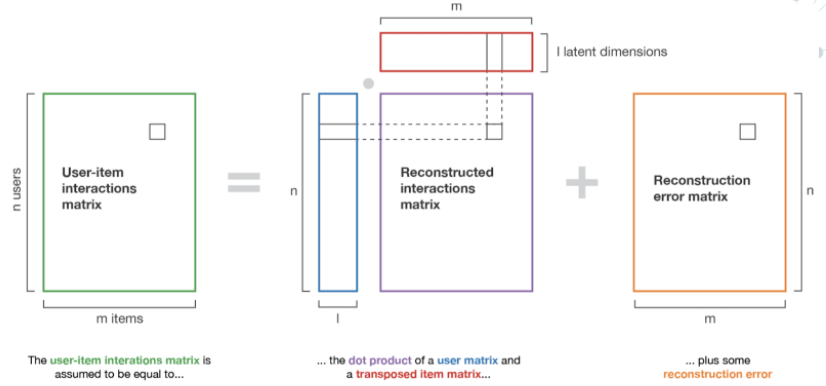 m
l latent dimensions
n users
User-item
interactions
matrix
=
n
Reconstructed
interactions
matrix
+
Reconstruction
error matrix
n
m items
l
m
The user-item interations matrix is
assumed to be equal to...
... the dot product of a user matrix and
a transposed item matrix...
... plus some
reconstruction error